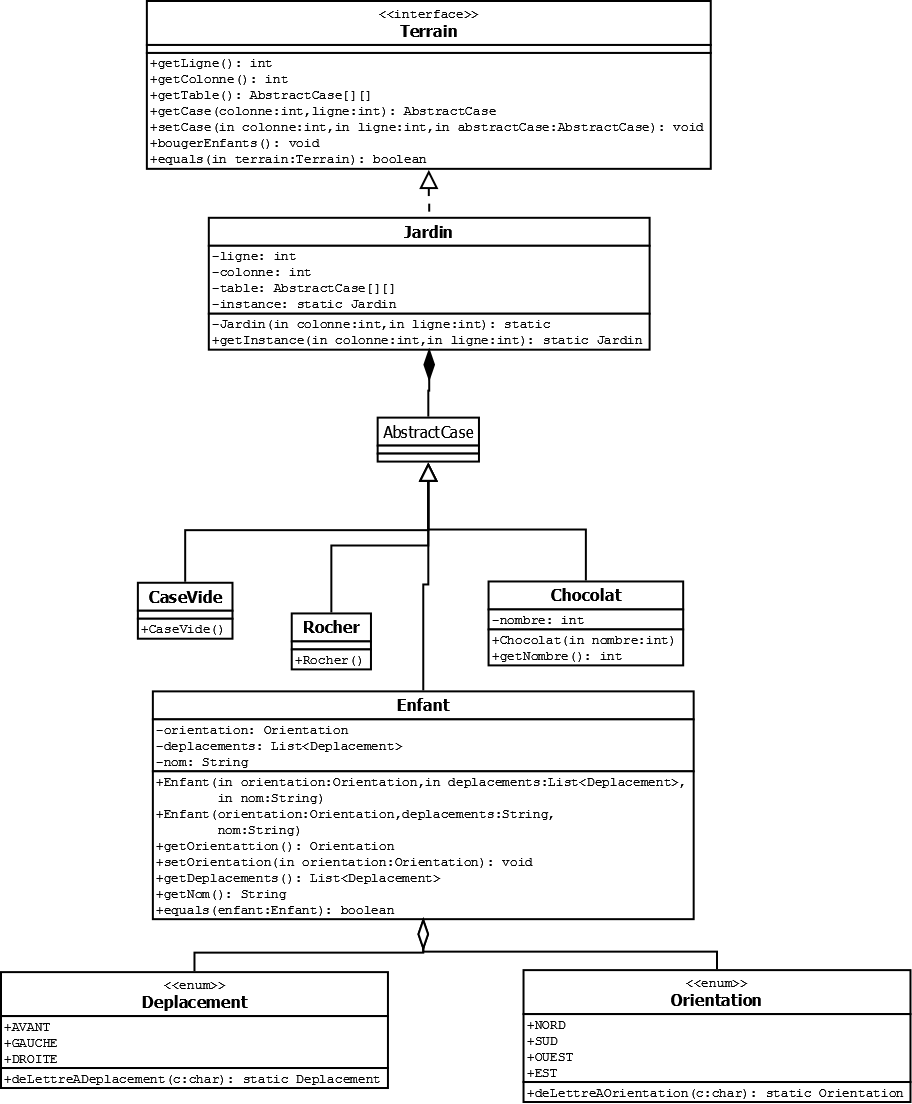 <<interface>>
Terrain
+getLigne(): int
+getColonne(): int
+getTable(): AbstractCase[][]
+getCase(colonne:int,ligne:int): AbstractCase
+setCase(in colonne:int,in ligne:int,in abstractCase:AbstractCase): void
+bougerEnfants(): void
+equals(in terrain:Terrain): boolean
Jardin
-ligne: int
-colonne: int
-table: AbstractCase[][]
-instance: static Jardin
-Jardin(in colonne:int,in ligne:int): static
+getInstance(in colonne:int,in ligne:int): static Jardin
AbstractCase
CaseVide
+CaseVide()
Rocher
+Rocher()
Chocolat
-nombre: int
+Chocolat(in nombre:int)
+getNombre(): int
Enfant
-orientation: Orientation
-deplacements: List<Deplacement>
-nom: String
+Enfant(in orientation:Orientation,in deplacements:List<Deplacement>,
in nom:String)
+Enfant(orientation:Orientation,deplacements:String,
nom:String)
+getOrientattion(): Orientation
+setOrientation(in orientation:Orientation): void
+getDeplacements(): List<Deplacement>
+getNom(): String
+equals(enfant:Enfant): boolean
<<enum>>
Deplacement
+AVANT
+GAUCHE
+DROITE
+deLettreADeplacement(c:char): static Deplacement
<<enum>>
Orientation
+NORD
+SUD
+OUEST
+EST
+deLettreAOrientation(c:char): static Orientation